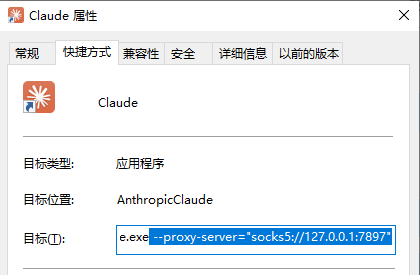 Claude 属性
常规
快捷方式
兼容性
安全
详细信息
以前的版本
Claude
目标类型:
应用程序
目标位置:
AnthropicClaude
目标(T):
e.exe --proxy-server="socks5://127.0.0.1:7897"